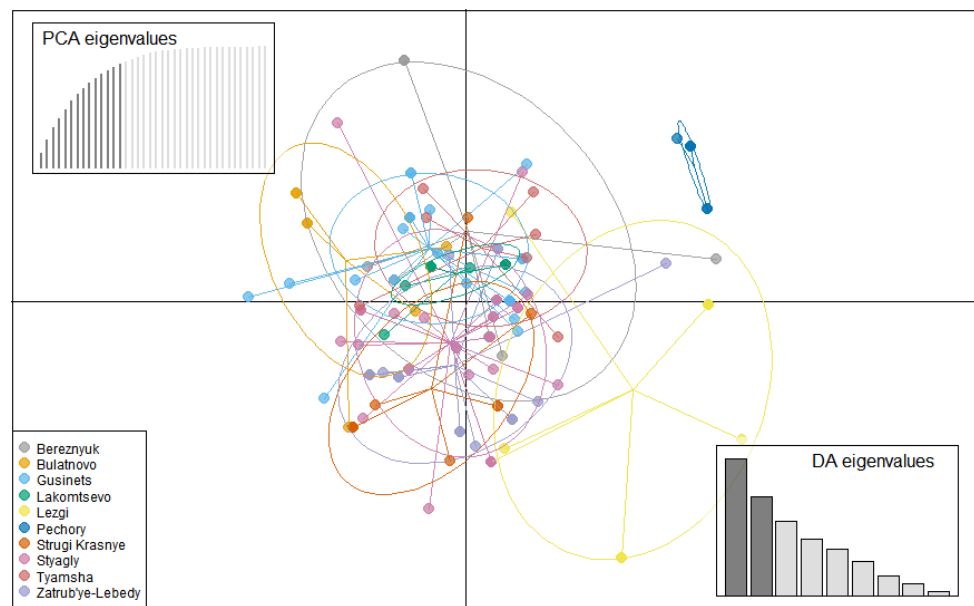 PCA eigenvalues
Bereznyuk
Bulatnovo
Gusinets
Lakomtsevo
Lezgi
Pechory
Strugi Krasnye
Styagly
Tyamsha
Zatrub'ye-Lebedy
DA eigenvalues